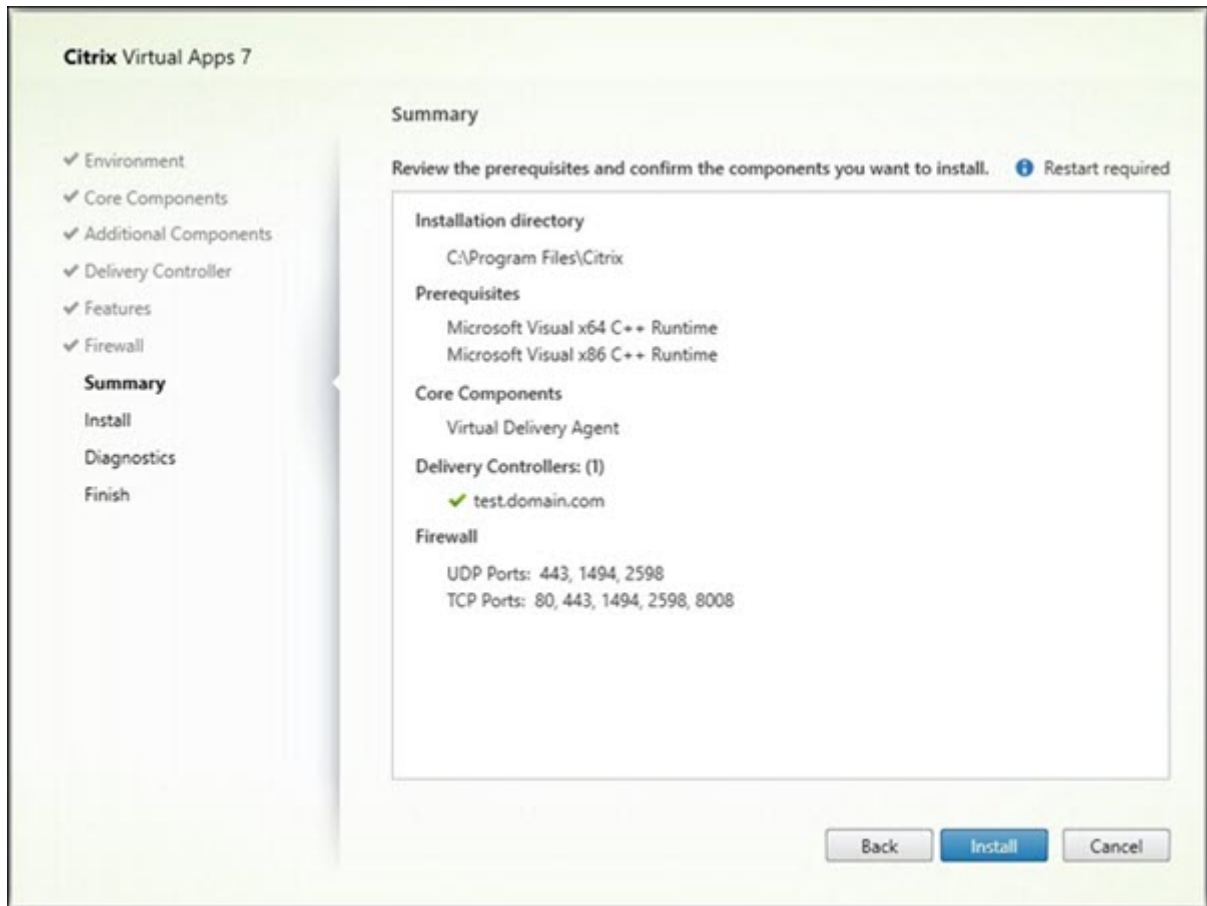 Citrix Virtual Apps 7
Summary
Environment
Core Components
Additional Components
Delivery Controller
Features
Firewall
Summary
Install
Diagnostics
Finish
Review the prerequisites and confirm the components you want to install.
Restart required
Installation directory
C:\Program Files\Citrix
Prerequisites
Microsoft Visual x64 C++ Runtime
Microsoft Visual x86 C++ Runtime
Core Components
Virtual Delivery Agent
Delivery Controllers: (1)
test.domain.com
Firewall
UDP Ports: 443, 1494, 2598
TCP Ports: 80, 443, 1494, 2598, 8008
Back
Install
Cancel